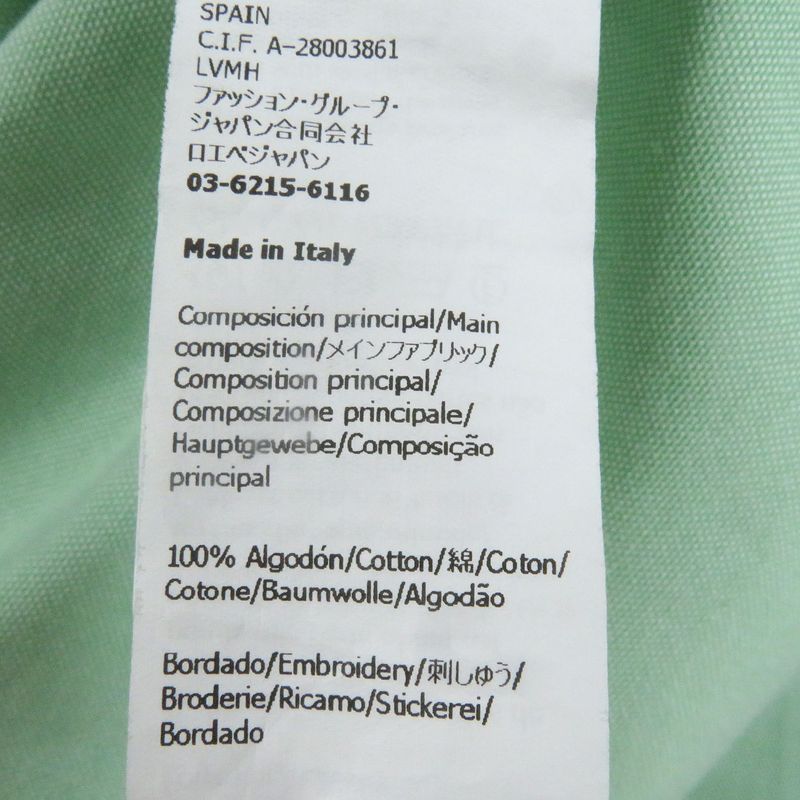 SPAIN
C.I.F. A-28003861
LVMH
ファッション・グループ・
ジャパン合同会社
ロエベジャパン
03-6215-6116
Made in Italy
Composición principal/Main
composition/メインファブリック/
Composition principal/
Composizione principale/
Hauptgewebe/Composição
principal
100% Algodón/Cotton/綿/Coton/
Cotone/Baumwolle/Algodão
Bordado/Embroidery/刺しゅう/
Broderie/Ricamo/Stickerei/
Bordado